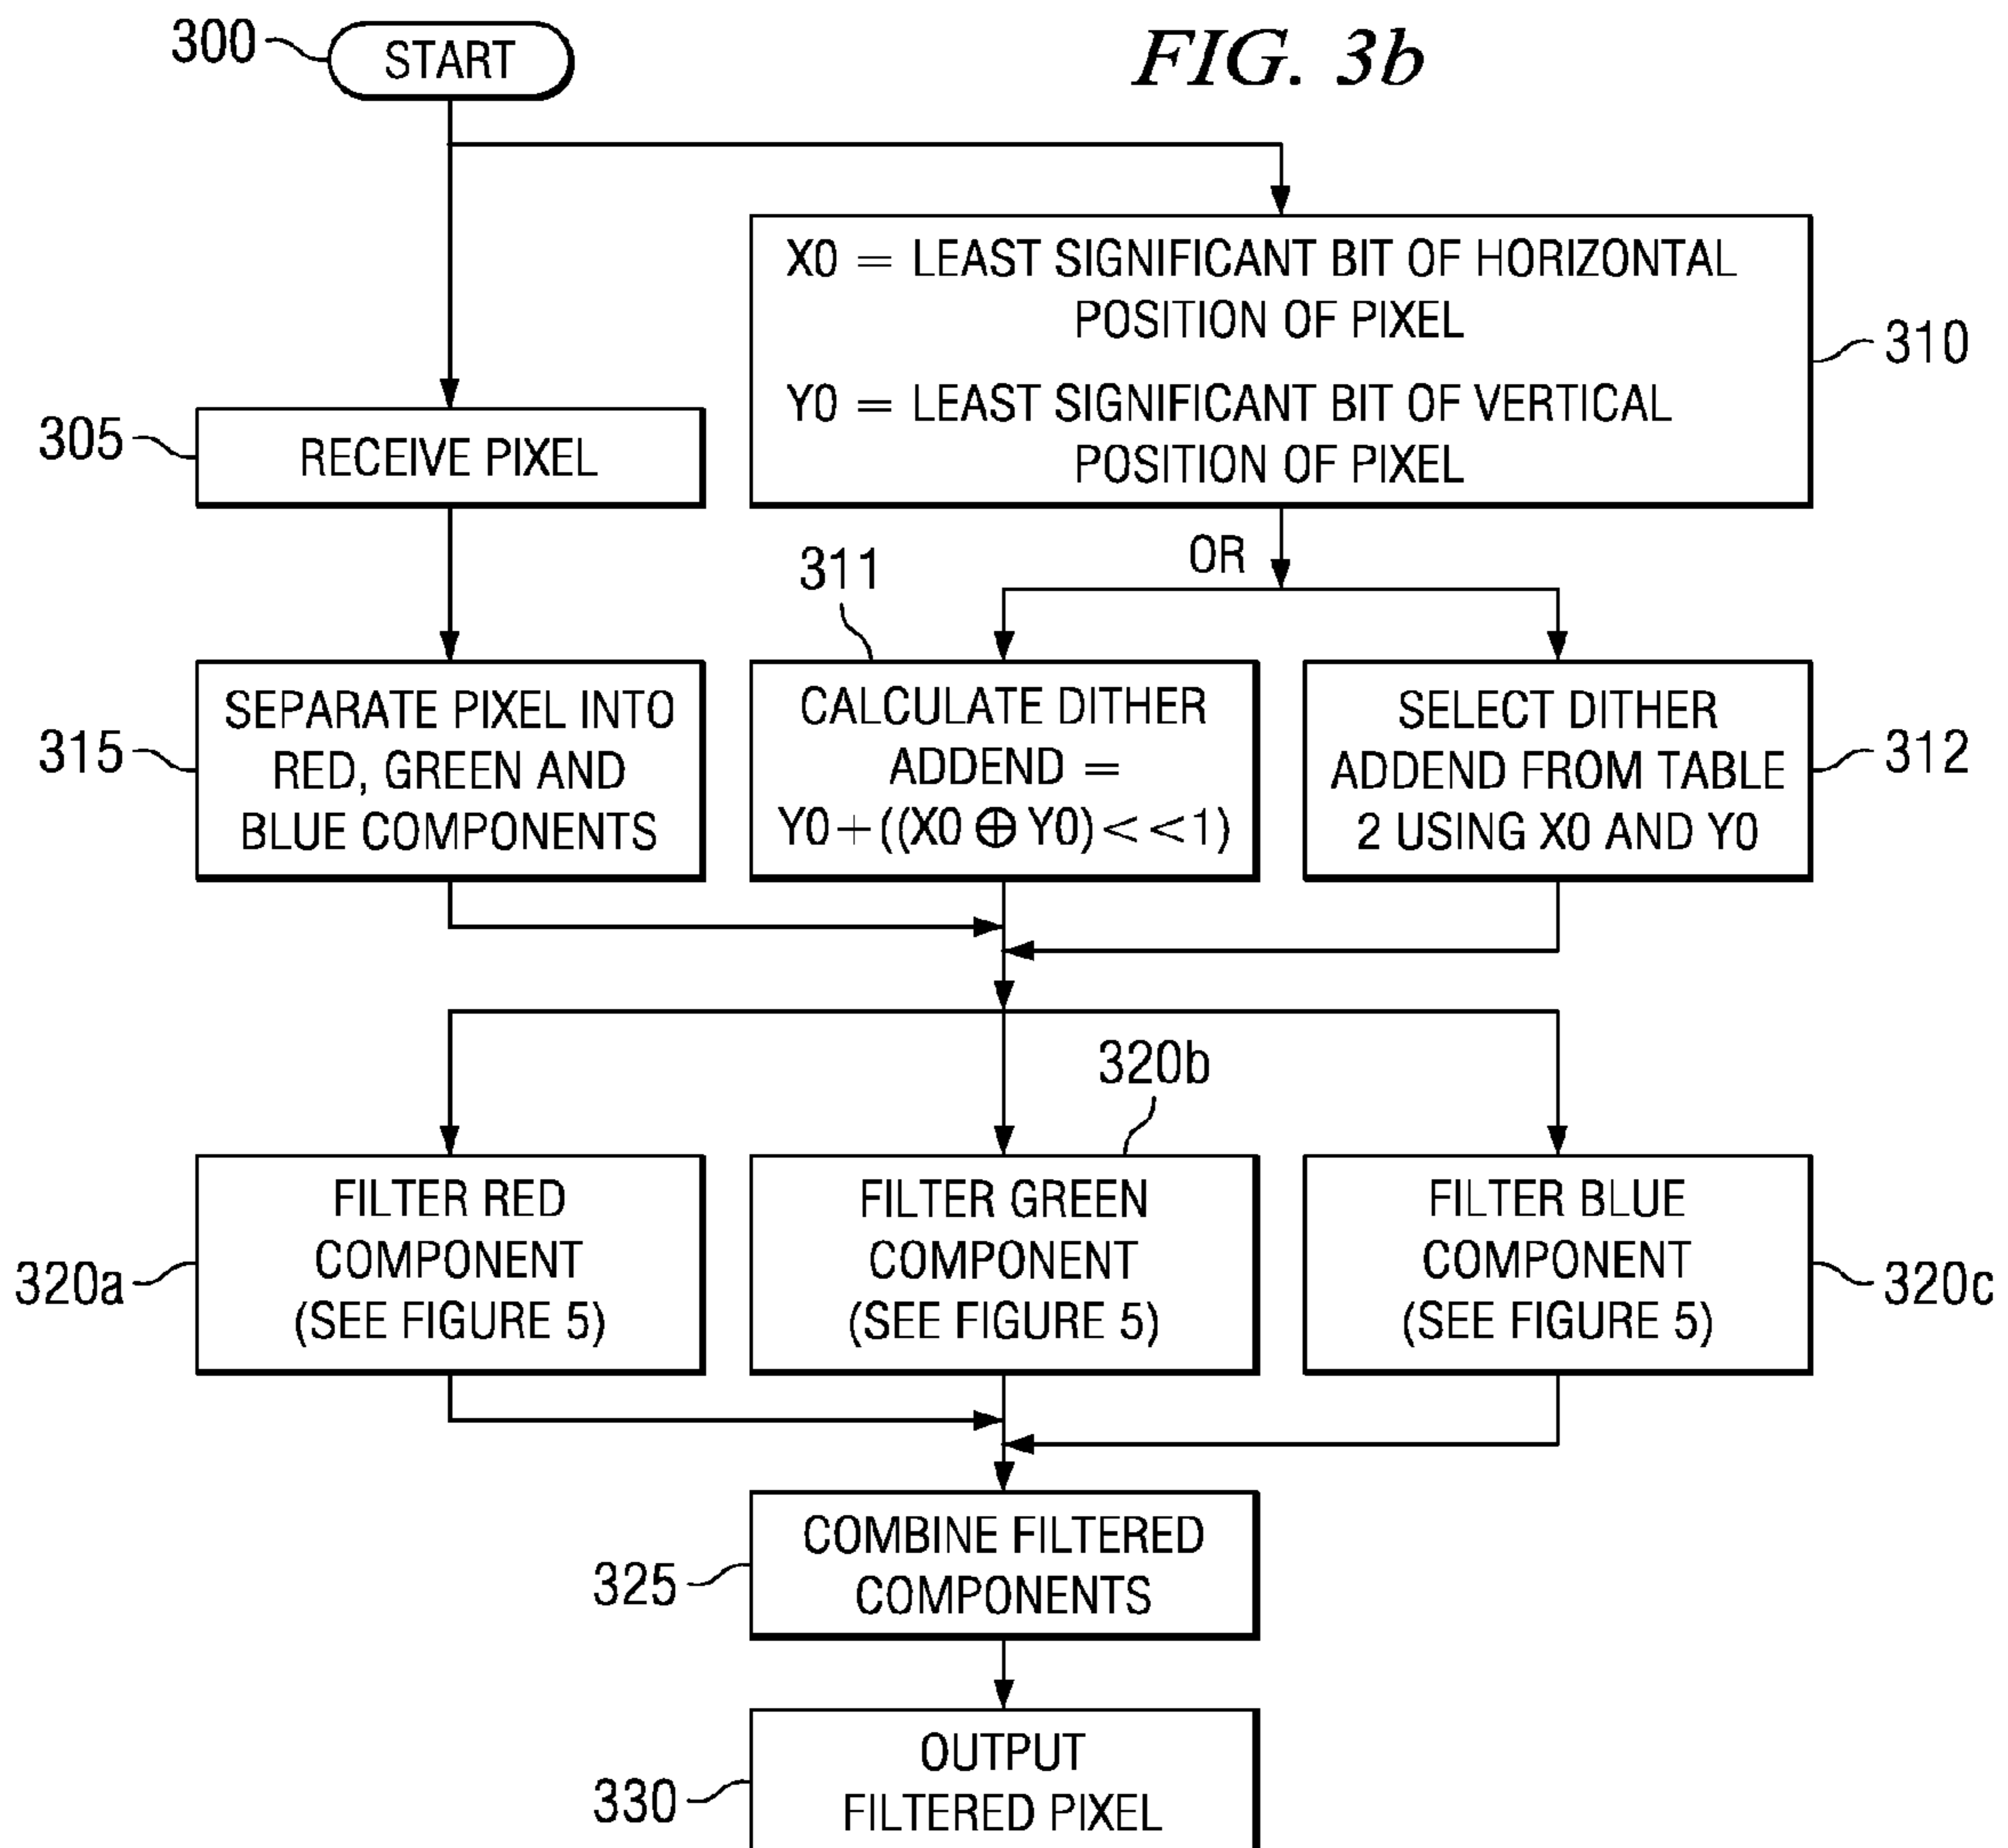 FIG. 3b
300
START
X0 = LEAST SIGNIFICANT BIT OF HORIZONTAL
POSITION OF PIXEL
Y0 = LEAST SIGNIFICANT BIT OF VERTICAL
POSITION OF PIXEL
310
305
RECEIVE PIXEL
OR
311
315
SEPARATE PIXEL INTO
RED, GREEN AND
BLUE COMPONENTS
CALCULATE DITHER
ADDEND =
Y0+((X0 ⊕ Y0)<<1)
SELECT DITHER
ADDEND FROM TABLE
2 USING X0 AND Y0
312
320b
320a
FILTER RED
COMPONENT
(SEE FIGURE 5)
FILTER GREEN
COMPONENT
(SEE FIGURE 5)
FILTER BLUE
COMPONENT
(SEE FIGURE 5)
320c
325
COMBINE FILTERED
COMPONENTS
330
OUTPUT
FILTERED PIXEL